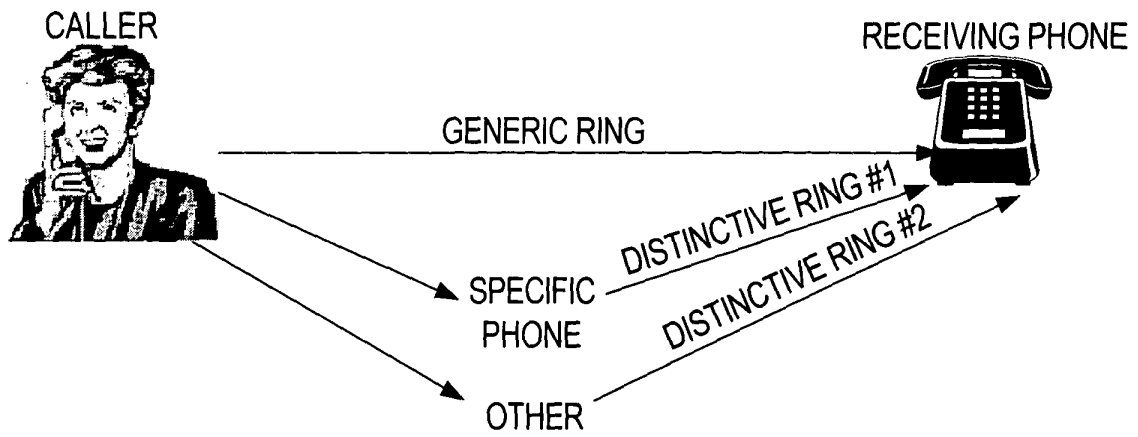 CALLER
RECEIVING PHONE
GENERIC RING
DISTINCTIVE RING #1
DISTINCTIVE RING #2
SPECIFIC
PHONE
OTHER